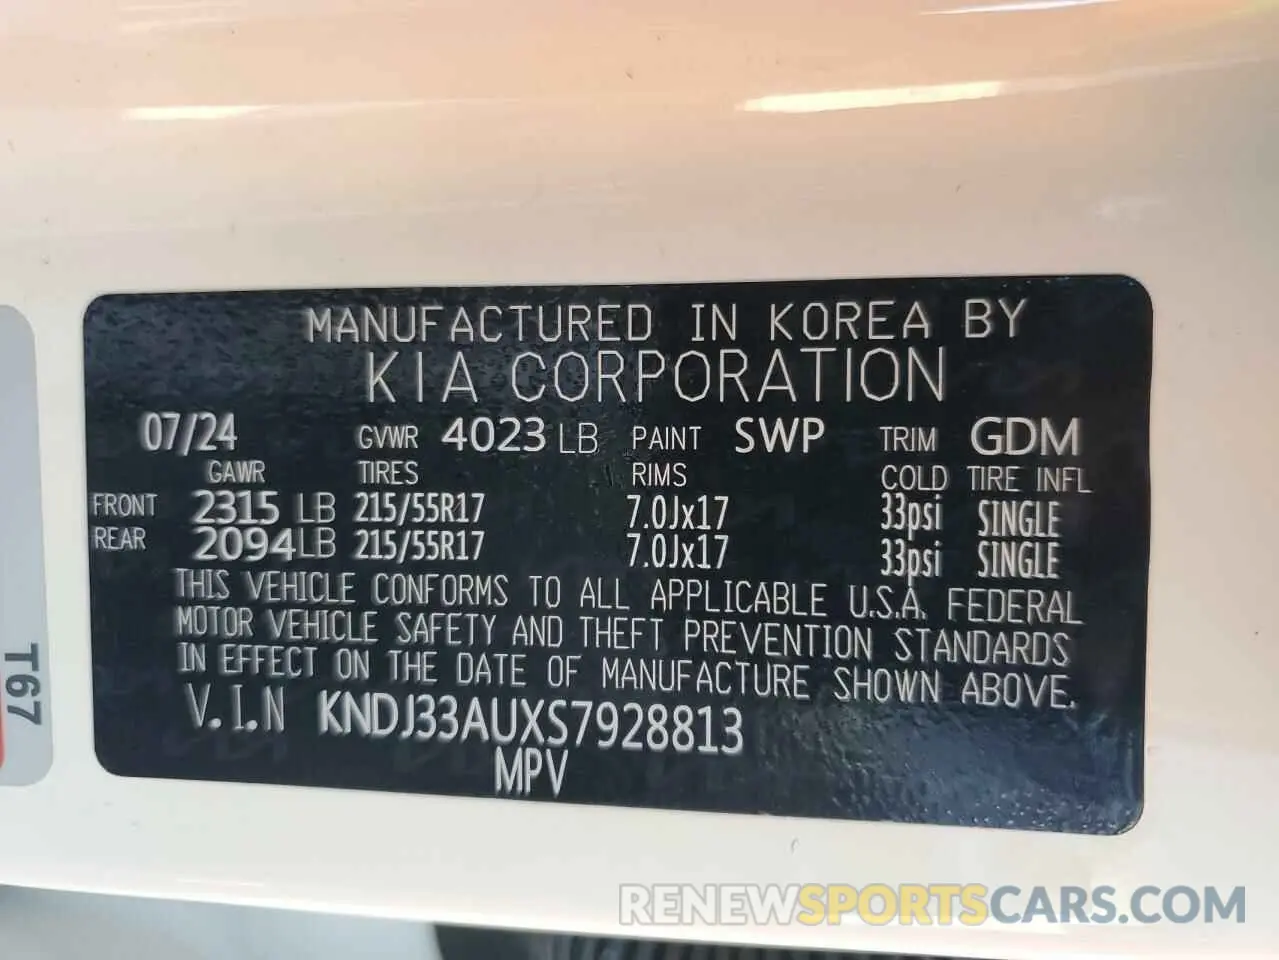 MANUFACTURED IN KOREA BY
KIA CORPORATION
07/24 GVWR 4023 LB PAINT SWP TRIM GDM
GAWR TIRES RIMS COLD TIRE INFL
FRONT 2315 LB 215/55R17 7.0Jx17 33psi SINGLE
REAR 2094 LB 215/55R17 7.0Jx17 33psi SINGLE
THIS VEHICLE CONFORMS TO ALL APPLICABLE U.S.A. FEDERAL
MOTOR VEHICLE SAFETY AND THEFT PREVENTION STANDARDS
IN EFFECT ON THE DATE OF MANUFACTURE SHOWN ABOVE.
V.I.N KNDJ33AUXS7928813
MPV
T67
RENEWSPORTSCARS.COM